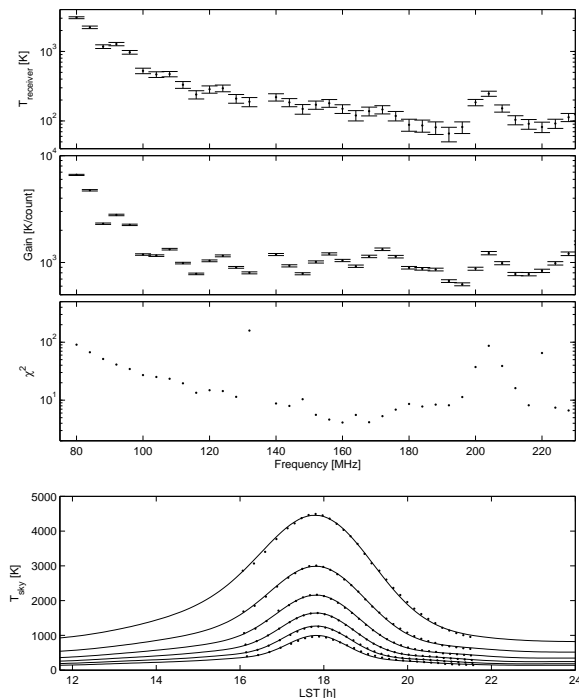 T_receiver [K]
10^3
10^2
10^4
Gain [K/count]
10^3
χ^2
10^2
10^1
80 100 120 140 160 180 200 220
Frequency [MHz]
T_sky [K]
5000
4000
3000
2000
1000
0
12 14 16 18 20 22 24
LST [h]